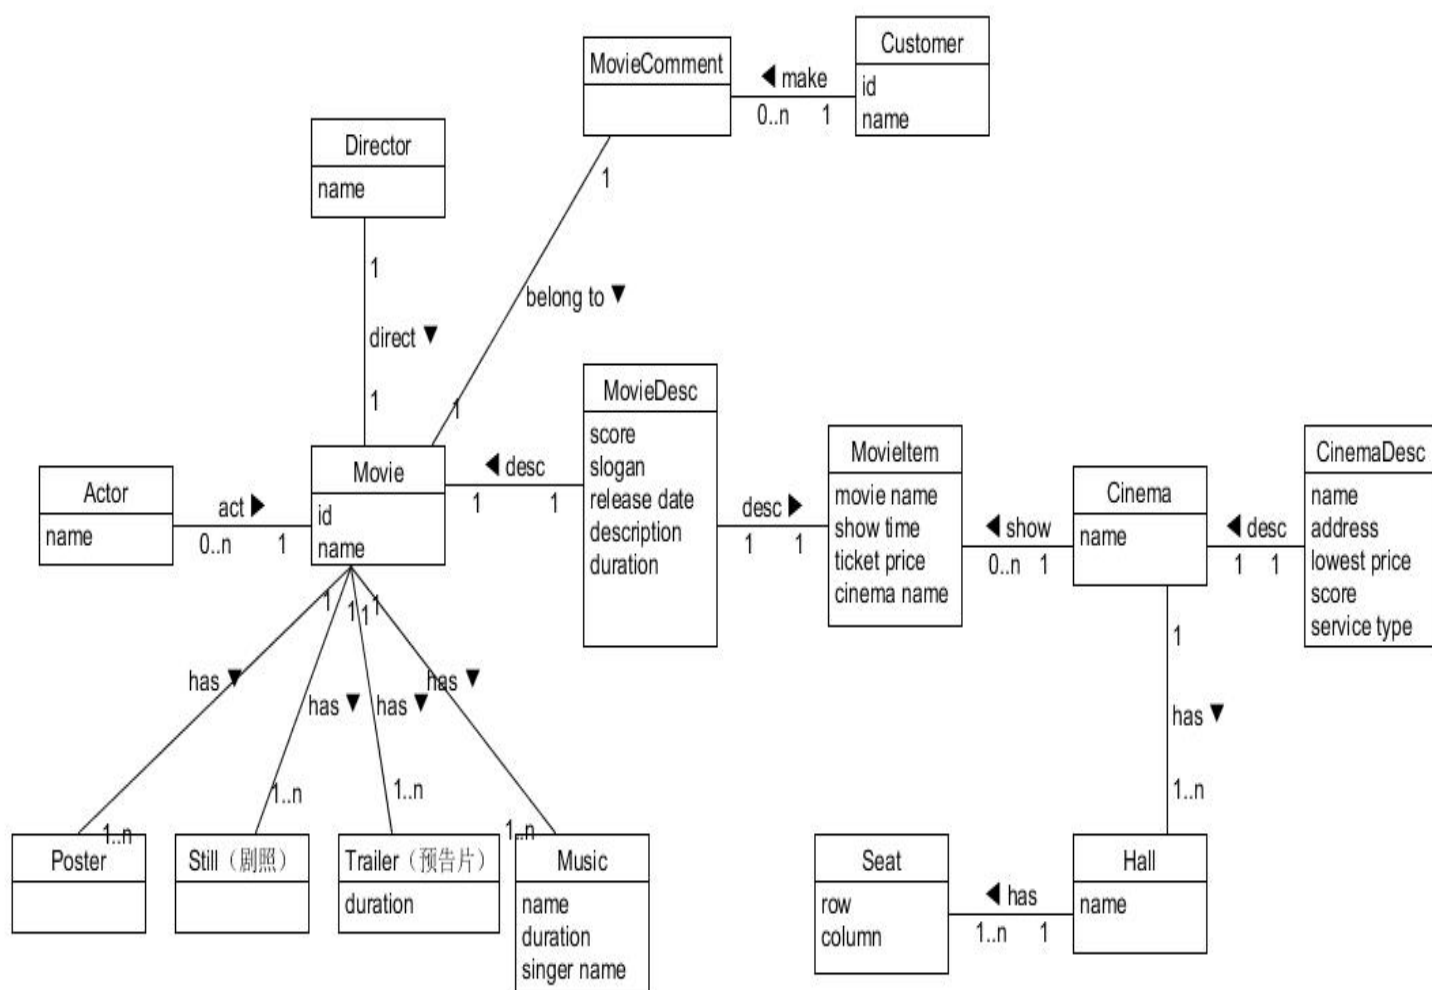 Customer
id
name
MovieComment
◀ make
0..n 1
Director
name
1
1
belong to ▼
direct ▼
1
1
MovieDesc
score
slogan
release date
description
duration
Movie
id
name
◀ desc
1 1
Actor
name
act ▶
0..n 1
desc ▶
1 1
MovieItem
movie name
show time
ticket price
cinema name
◀ show
0..n 1
Cinema
name
◀ desc
1 1
CinemaDesc
name
address
lowest price
score
service type
1
1
1
1
has ▼
has ▼
has ▼
has ▼
1..n
1..n
1..n
1..n
Poster
Still（剧照）
Trailer（预告片）
duration
Music
name
duration
singer name
1
has ▼
1..n
Seat
row
column
◀ has
1..n 1
Hall
name